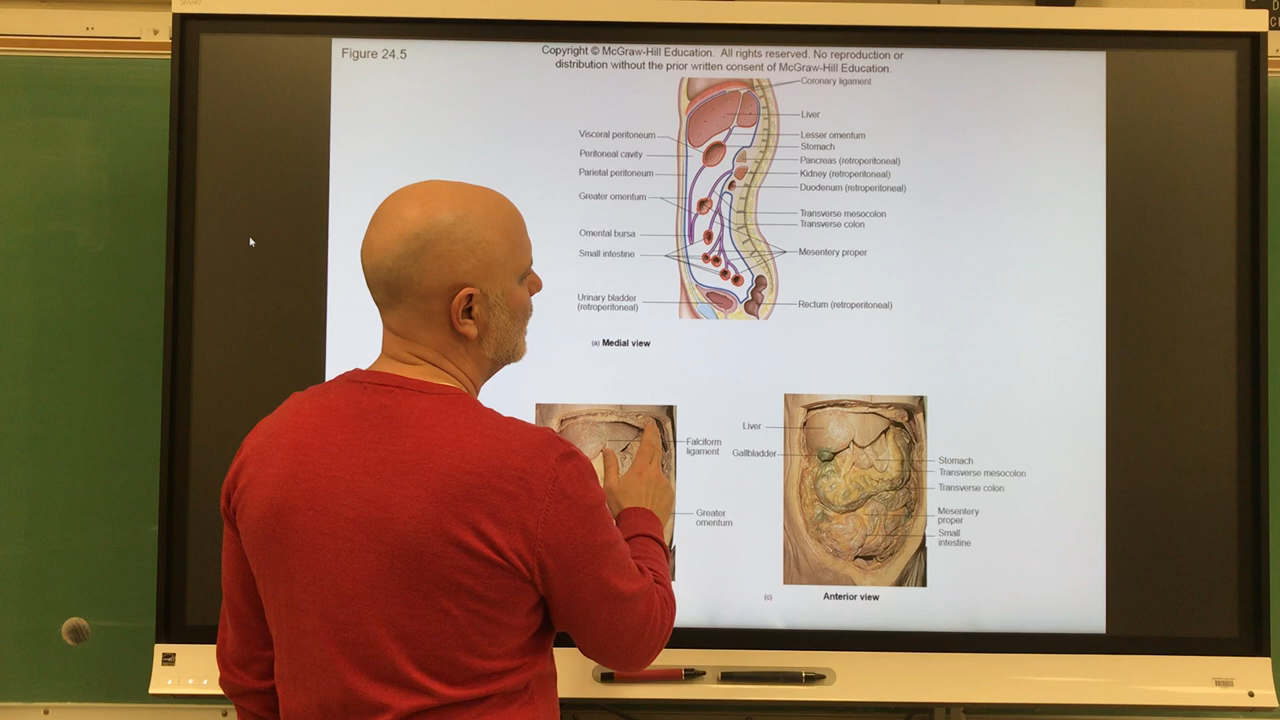 SMART
Figure 24.5
Copyright © McGraw-Hill Education. All rights reserved. No reproduction or
distribution without the prior written consent of McGraw-Hill Education.
Coronary ligament
Liver
Visceral peritoneum
Lesser omentum
Stomach
Peritoneal cavity
Pancreas (retroperitoneal)
Parietal peritoneum
Kidney (retroperitoneal)
Duodenum (retroperitoneal)
Greater omentum
Transverse mesocolon
Transverse colon
Omental bursa
Small intestine
Mesentery proper
Urinary bladder
(retroperitoneal)
Rectum (retroperitoneal)
(a) Medial view
Falciform
ligament
Greater
omentum
Liver
Gallbladder
Stomach
Transverse mesocolon
Transverse colon
Mesentery
proper
Small
intestine
(c)
Anterior view